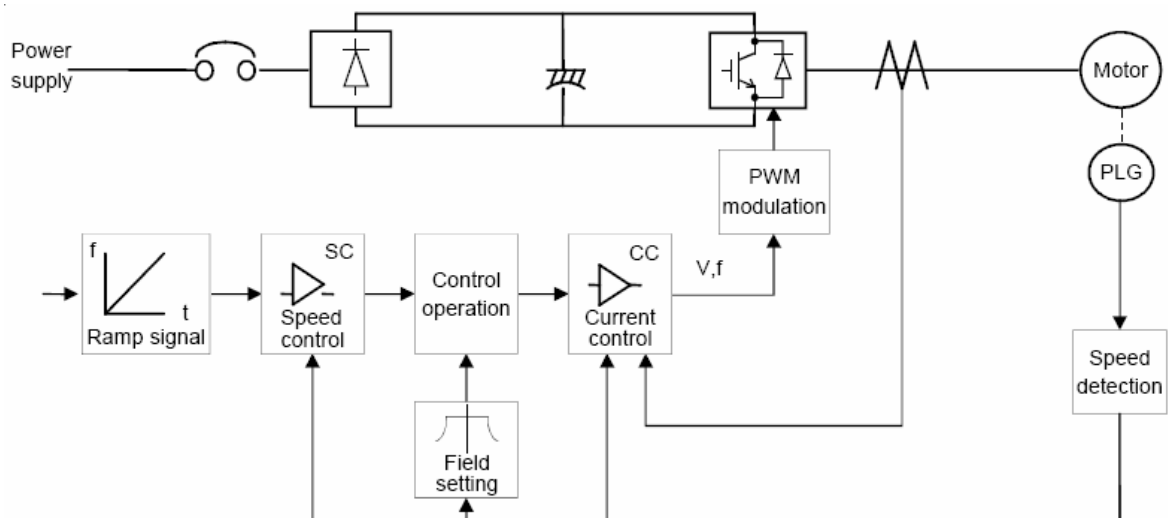 Power
supply
Motor
PLG
PWM
modulation
f
t
Ramp signal
SC
Speed
control
Control
operation
CC
Current
control
V,f
Speed
detection
Field
setting